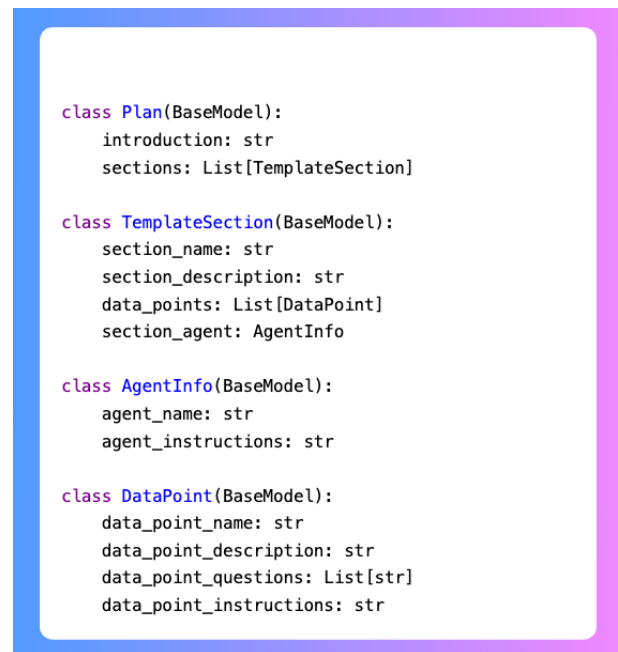 class Plan(BaseModel):
    introduction: str
    sections: List[TemplateSection]

class TemplateSection(BaseModel):
    section_name: str
    section_description: str
    data_points: List[DataPoint]
    section_agent: AgentInfo

class AgentInfo(BaseModel):
    agent_name: str
    agent_instructions: str

class DataPoint(BaseModel):
    data_point_name: str
    data_point_description: str
    data_point_questions: List[str]
    data_point_instructions: str